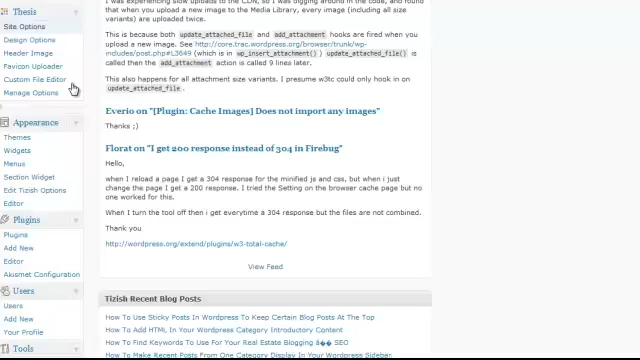 Thesis
Site Options
Design Options
Header Image
Favicon Uploader
Custom File Editor
Manage Options
Appearance
Themes
Widgets
Menus
Section Widget
Edit Tizish Options
Editor
Plugins
Plugins
Add New
Editor
Akismet Configuration
Users
Users
Add New
Your Profile
Tools
I was experiencing slow uploads to the CDN, so I was digging around in the code, and found
that when you upload a new image to the Media Library, every image (including all size
variants) are uploaded twice.
This is because both update_attached_file and add_attachment hooks are fired when you
upload a new image. See http://core.trac.wordpress.org/browser/trunk/wp-
includes/post.php#L3649 (which is in wp_insert_attachment() ) update_attached_file() is
called then the add_attachment action is called 9 lines later.
This also happens for all attachment size variants. I presume w3tc could only hook in on
update_attached_file .
Everio on "[Plugin: Cache Images] Does not import any images"
Thanks ;)
Florat on "I get 200 response instead of 304 in Firebug"
Hello,
when I reload a page I get a 304 response for the minified js and css, but when i just
change the page I get a 200 response. I tried the Setting on the browser cache page but no
one worked for this.
When I turn the tool off then i get everytime a 304 response but the files are not combined.
Thank you
http://wordpress.org/extend/plugins/w3-total-cache/
View Feed
Tizish Recent Blog Posts
How To Use Sticky Posts In Wordpress To Keep Certain Blog Posts At The Top
How To Add HTML In Your Wordpress Category Introductory Content
How To Find Keywords To Use For Your Real Estate Blogging â�� SEO
How To Make Recent Posts From One Category Display In Your Wordpress Sidebar